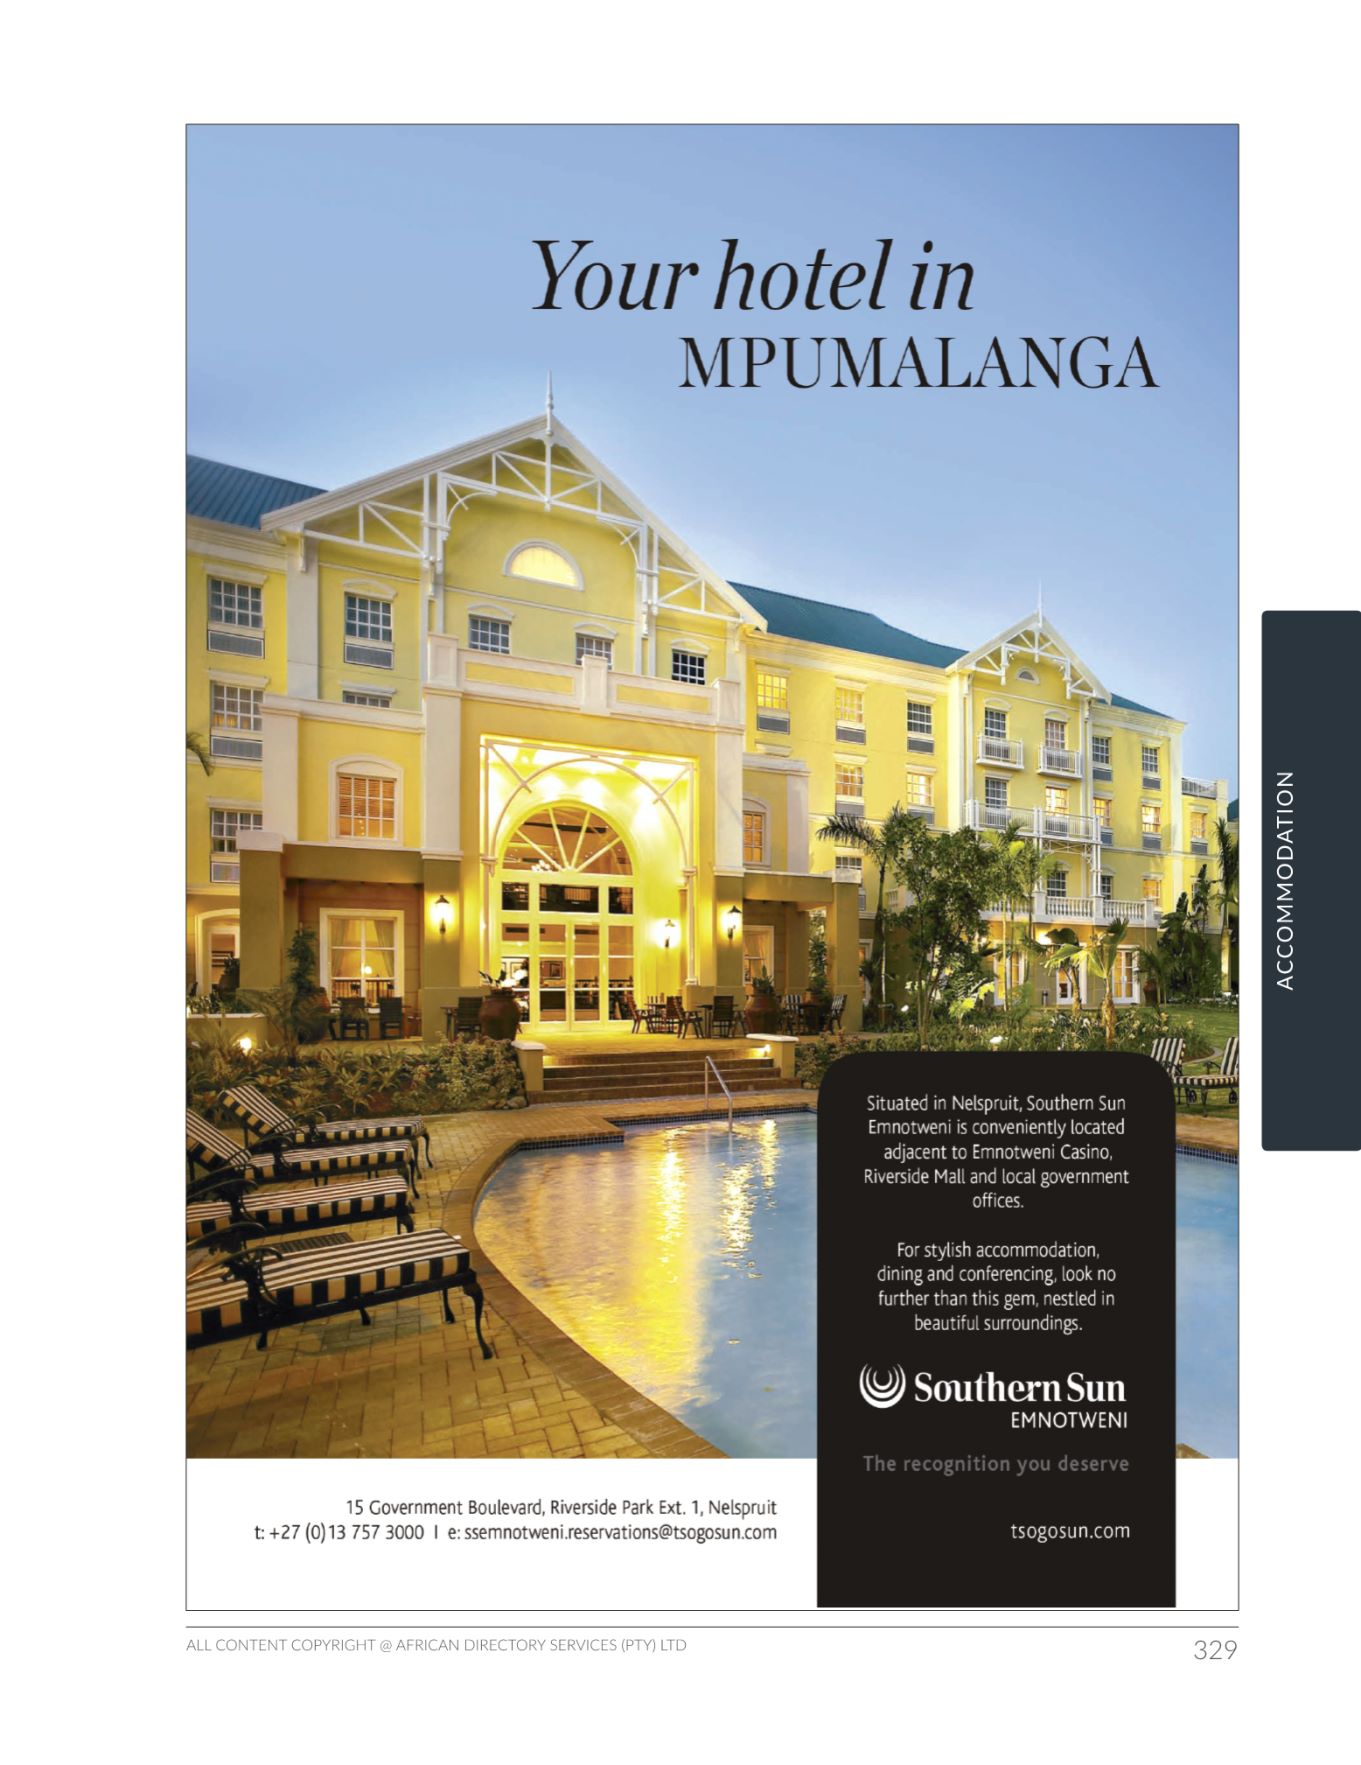 Your hotel in
MPUMALANGA
ACCOMMODATION
Situated in Nelspruit, Southern Sun
Emnotweni is conveniently located
adjacent to Emnotweni Casino,
Riverside Mall and local government
offices.
For stylish accommodation,
dining and conferencing, look no
further than this gem, nestled in
beautiful surroundings.
Southern Sun
EMNOTWENI
The recognition you deserve
15 Government Boulevard, Riverside Park Ext. 1, Nelspruit
t: +27 (0)13 757 3000 I e: ssemnotweni.reservations@tsogosun.com
tsogosun.com
ALL CONTENT COPYRIGHT @ AFRICAN DIRECTORY SERVICES (PTY) LTD
329